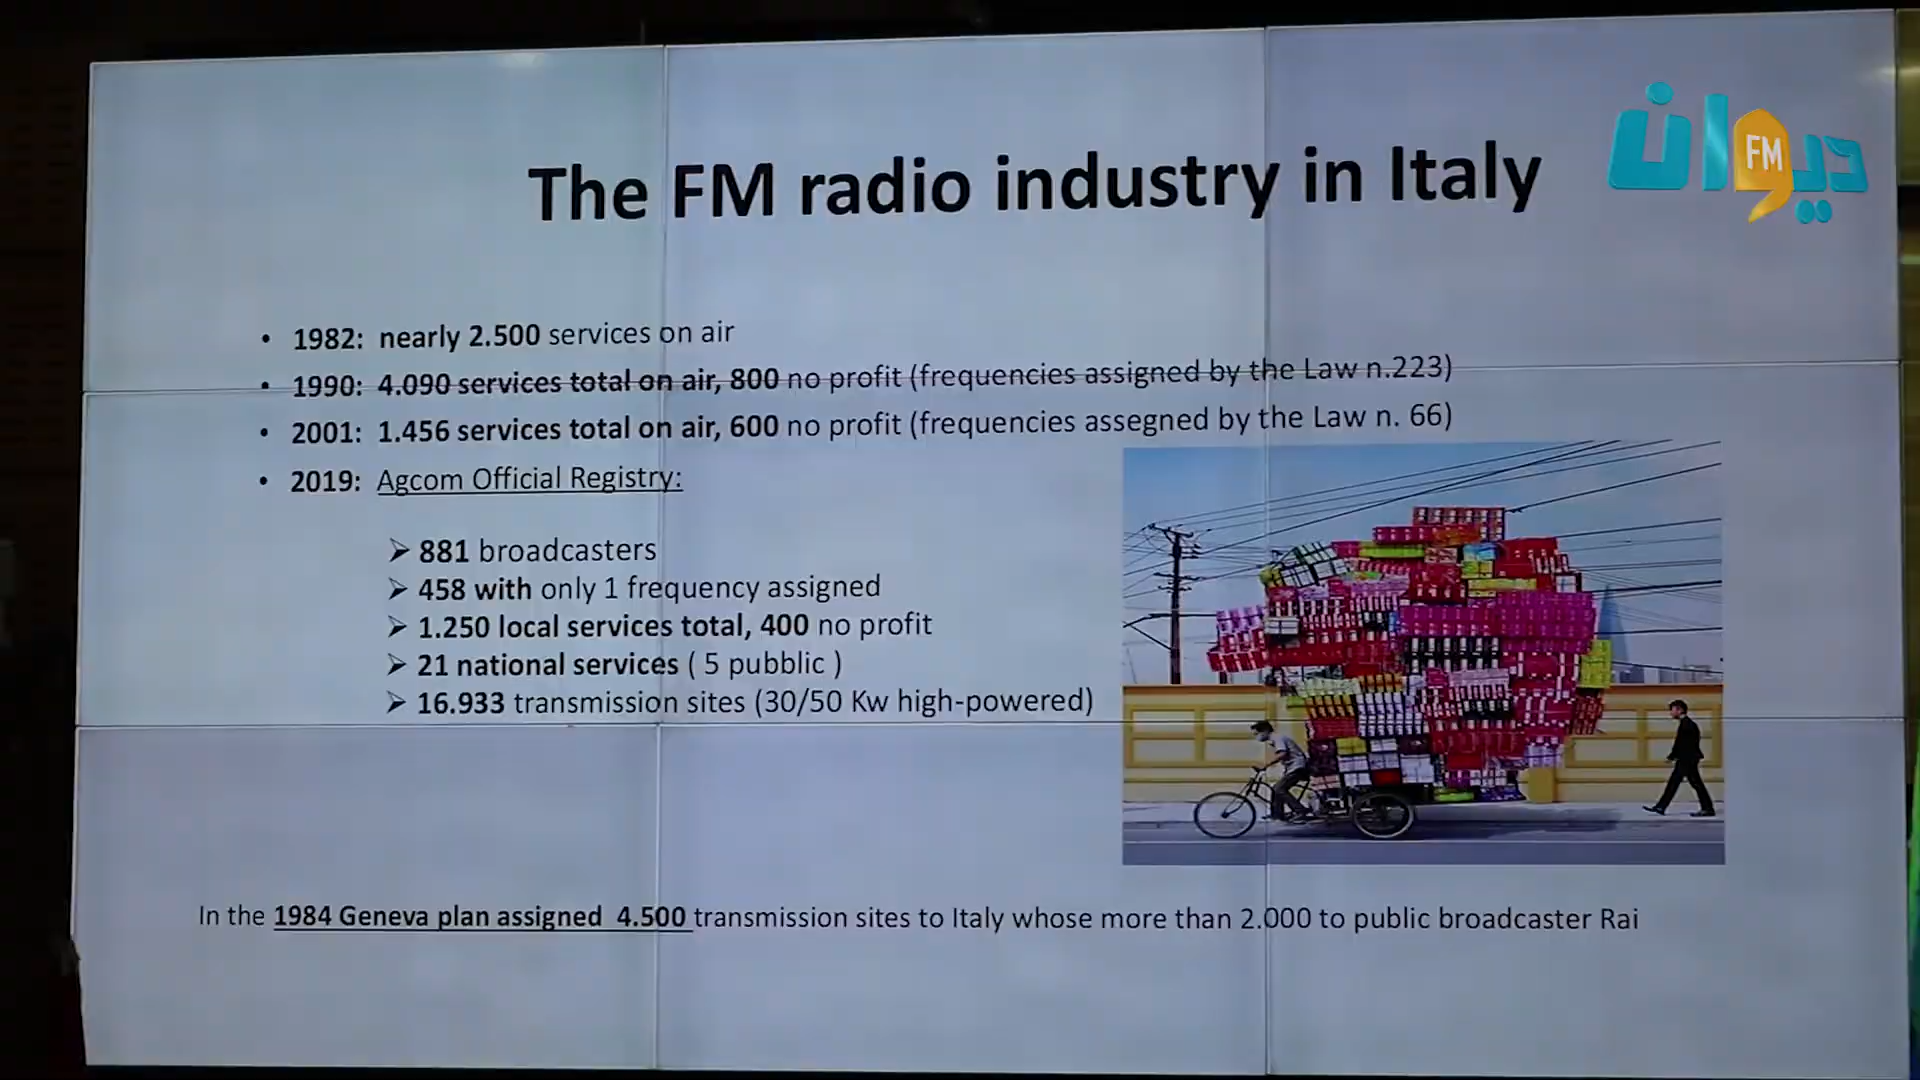 ديوان FM
The FM radio industry in Italy
• 1982: nearly 2.500 services on air
• 1990: 4.090 services total on air, 800 no profit (frequencies assigned by the Law n.223)
• 2001: 1.456 services total on air, 600 no profit (frequencies assegned by the Law n. 66)
• 2019: Agcom Official Registry:
➢ 881 broadcasters
➢ 458 with only 1 frequency assigned
➢ 1.250 local services total, 400 no profit
➢ 21 national services ( 5 pubblic )
➢ 16.933 transmission sites (30/50 Kw high-powered)
In the 1984 Geneva plan assigned 4.500 transmission sites to Italy whose more than 2.000 to public broadcaster Rai